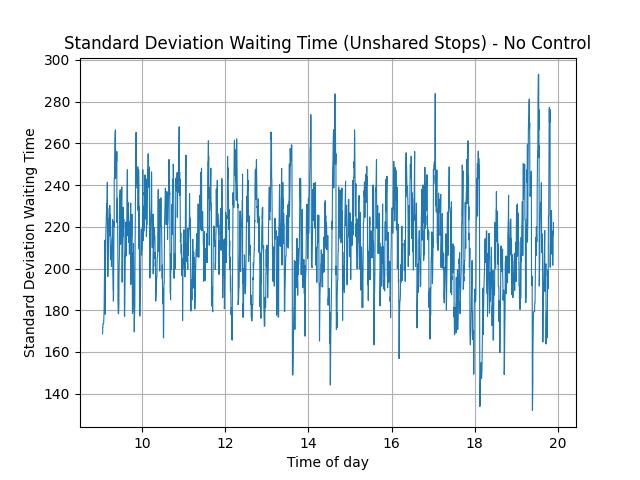 Standard Deviation Waiting Time (Unshared Stops) - No Control
300
280
260
240
220
200
180
160
140
Standard Deviation Waiting Time
10 12 14 16 18 20
Time of day